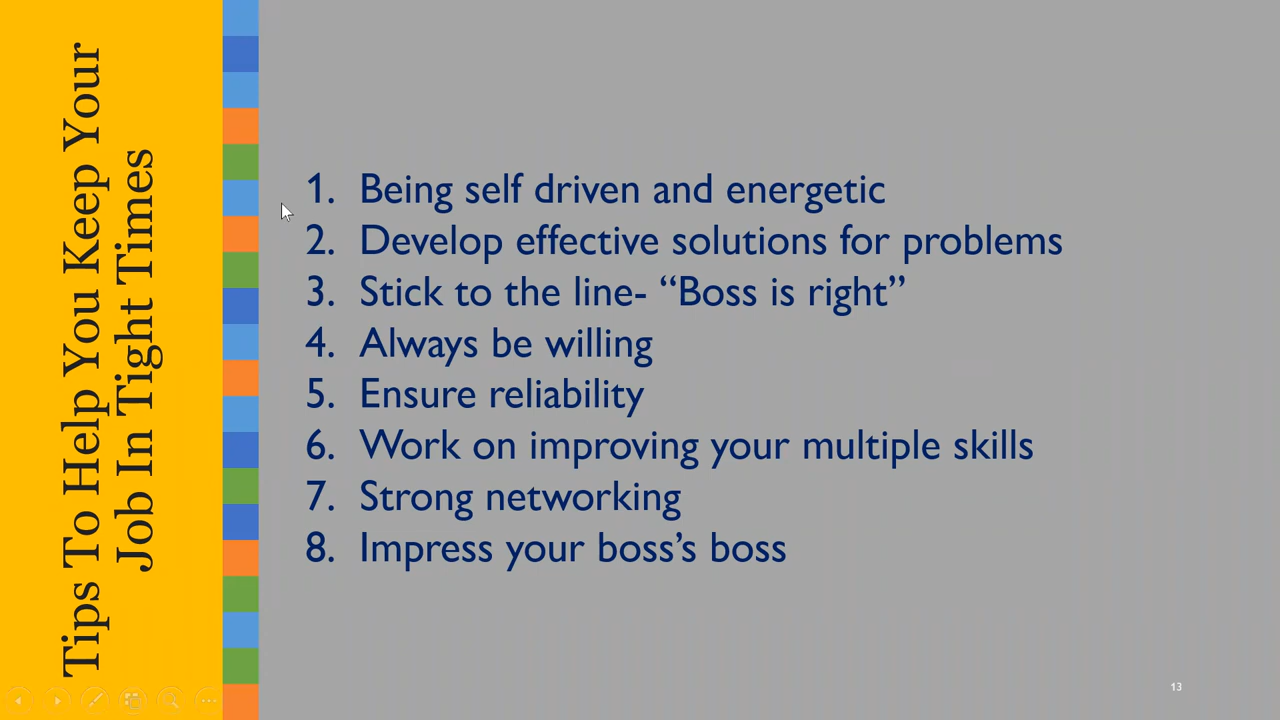 Tips To Help You Keep Your
Job In Tight Times
1. Being self driven and energetic
2. Develop effective solutions for problems
3. Stick to the line- “Boss is right”
4. Always be willing
5. Ensure reliability
6. Work on improving your multiple skills
7. Strong networking
8. Impress your boss’s boss
13